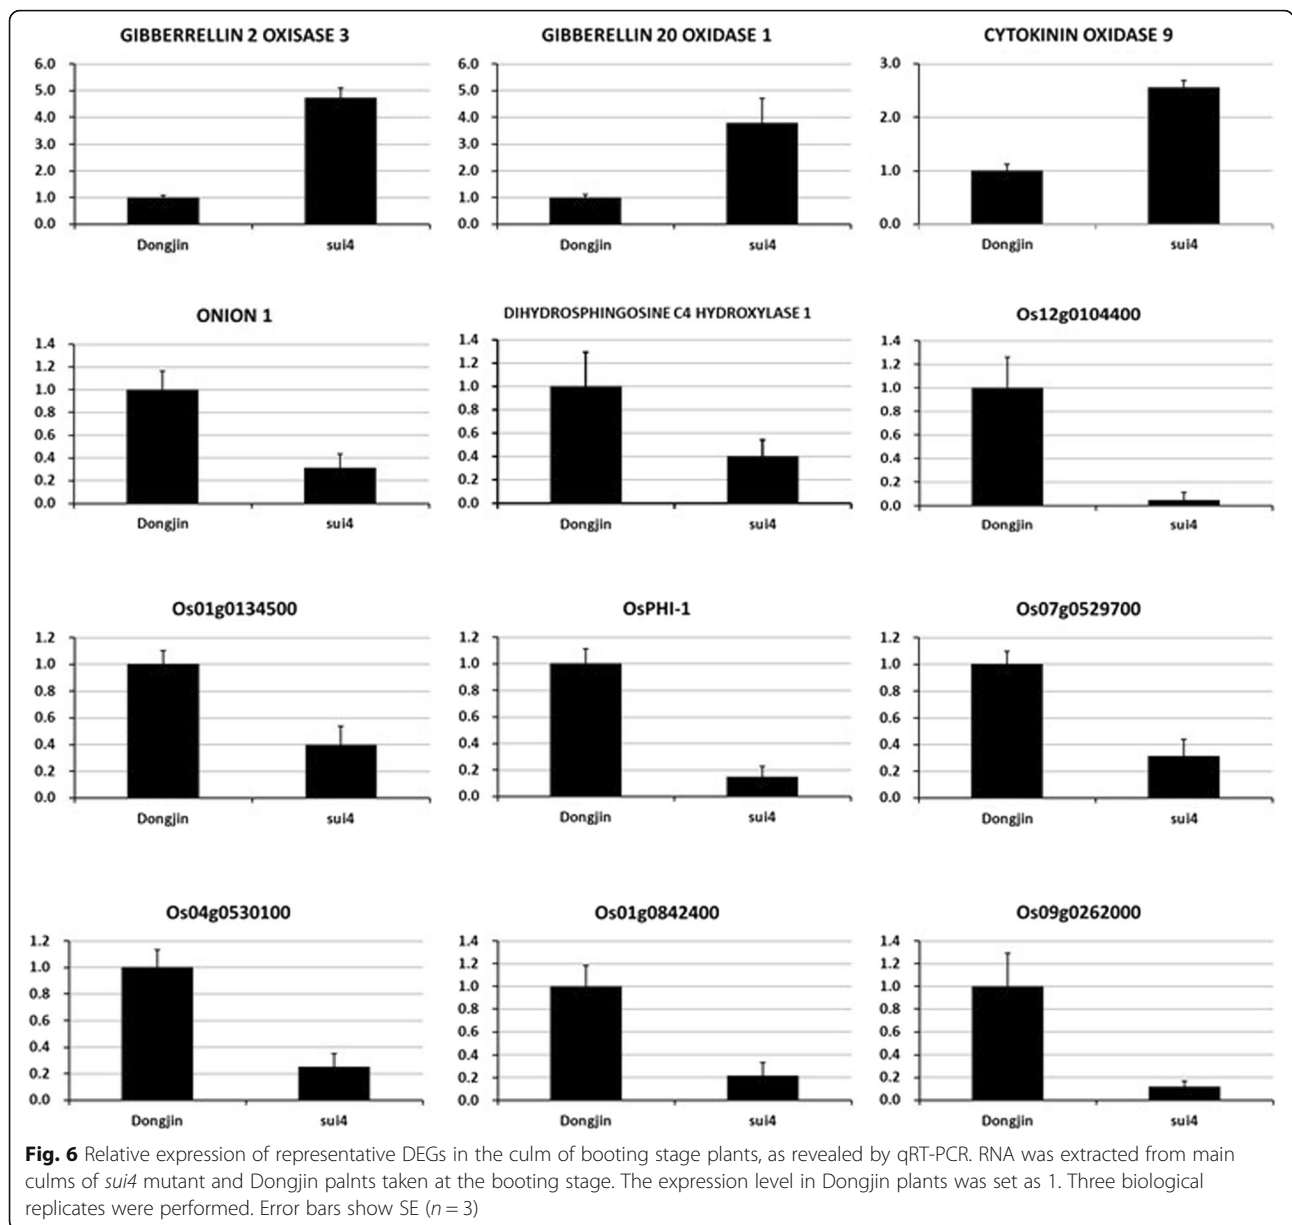 GIBBERRELLIN 2 OXISASE 3
6.0
5.0
4.0
3.0
2.0
1.0
0.0
Dongjin
sui4
GIBBERELLIN 20 OXIDASE 1
6.0
5.0
4.0
3.0
2.0
1.0
0.0
Dongjin
sui4
CYTOKININ OXIDASE 9
3.0
2.0
1.0
0.0
Dongjin
sui4
ONION 1
1.4
1.2
1.0
0.8
0.6
0.4
0.2
0.0
Dongjin
sui4
DIHYDROSPHINGOSINE C4 HYDROXYLASE 1
1.4
1.2
1.0
0.8
0.6
0.4
0.2
0.0
Dongjin
sui4
Os12g0104400
1.4
1.2
1.0
0.8
0.6
0.4
0.2
0.0
Dongjin
sui4
Os01g0134500
1.2
1.0
0.8
0.6
0.4
0.2
0.0
Dongjin
sui4
OsPHI-1
1.2
1.0
0.8
0.6
0.4
0.2
0.0
Dongjin
sui4
Os07g0529700
1.2
1.0
0.8
0.6
0.4
0.2
0.0
Dongjin
sui4
Os04g0530100
1.2
1.0
0.8
0.6
0.4
0.2
0.0
Dongjin
sui4
Os01g0842400
1.4
1.2
1.0
0.8
0.6
0.4
0.2
0.0
Dongjin
sui4
Os09g0262000
1.4
1.2
1.0
0.8
0.6
0.4
0.2
0.0
Dongjin
sui4
Fig. 6 Relative expression of representative DEGs in the culm of booting stage plants, as revealed by qRT-PCR. RNA was extracted from main
culms of sui4 mutant and Dongjin palnts taken at the booting stage. The expression level in Dongjin plants was set as 1. Three biological
replicates were performed. Error bars show SE (n = 3)